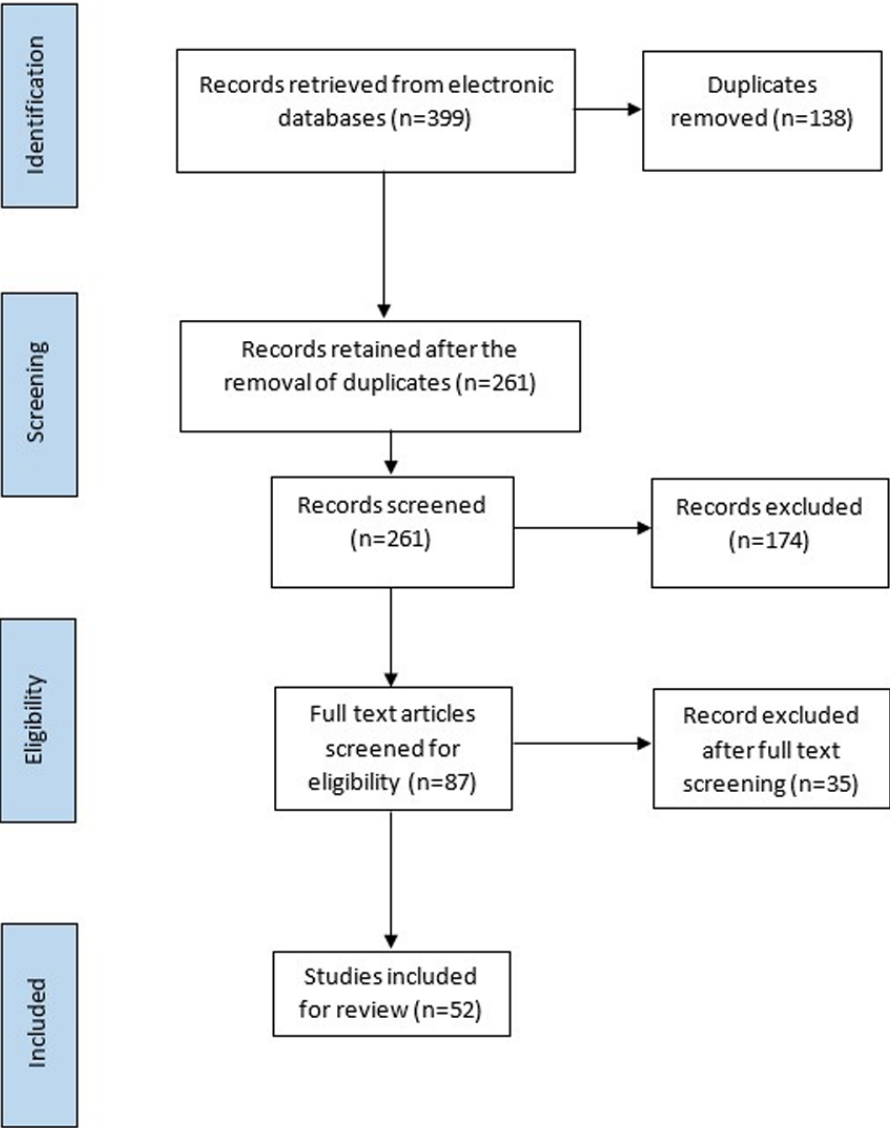 Identification
Records retrieved from electronic
databases (n=399)
Duplicates
removed (n=138)
Screening
Records retained after the
removal of duplicates (n=261)
Records screened
(n=261)
Records excluded
(n=174)
Eligibility
Full text articles
screened for
eligibility (n=87)
Record excluded
after full text
screening (n=35)
Included
Studies included
for review (n=52)